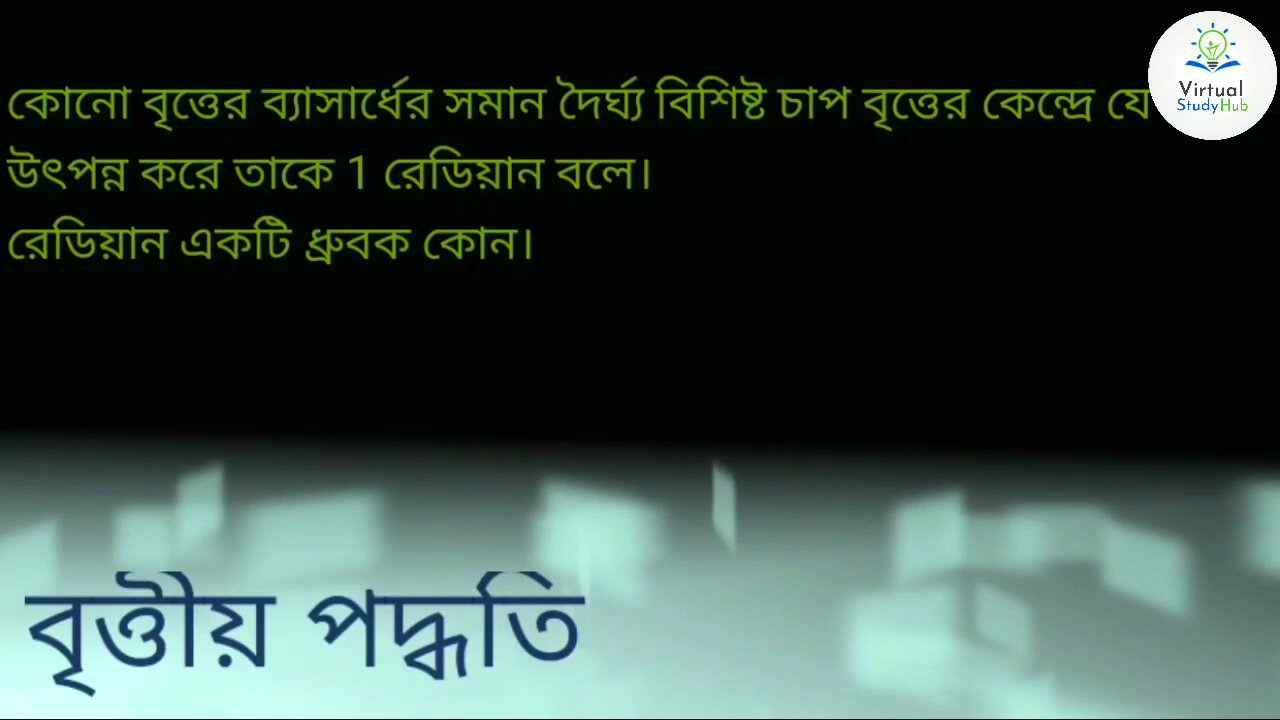 কোনো বৃত্তের ব্যাসার্ধের সমান দৈর্ঘ্য বিশিষ্ট চাপ বৃত্তের কেন্দ্রে যে
উৎপন্ন করে তাকে 1 রেডিয়ান বলে।
রেডিয়ান একটি ধ্রুবক কোন।
Virtual
StudyHub
বৃত্তীয় পদ্ধতি